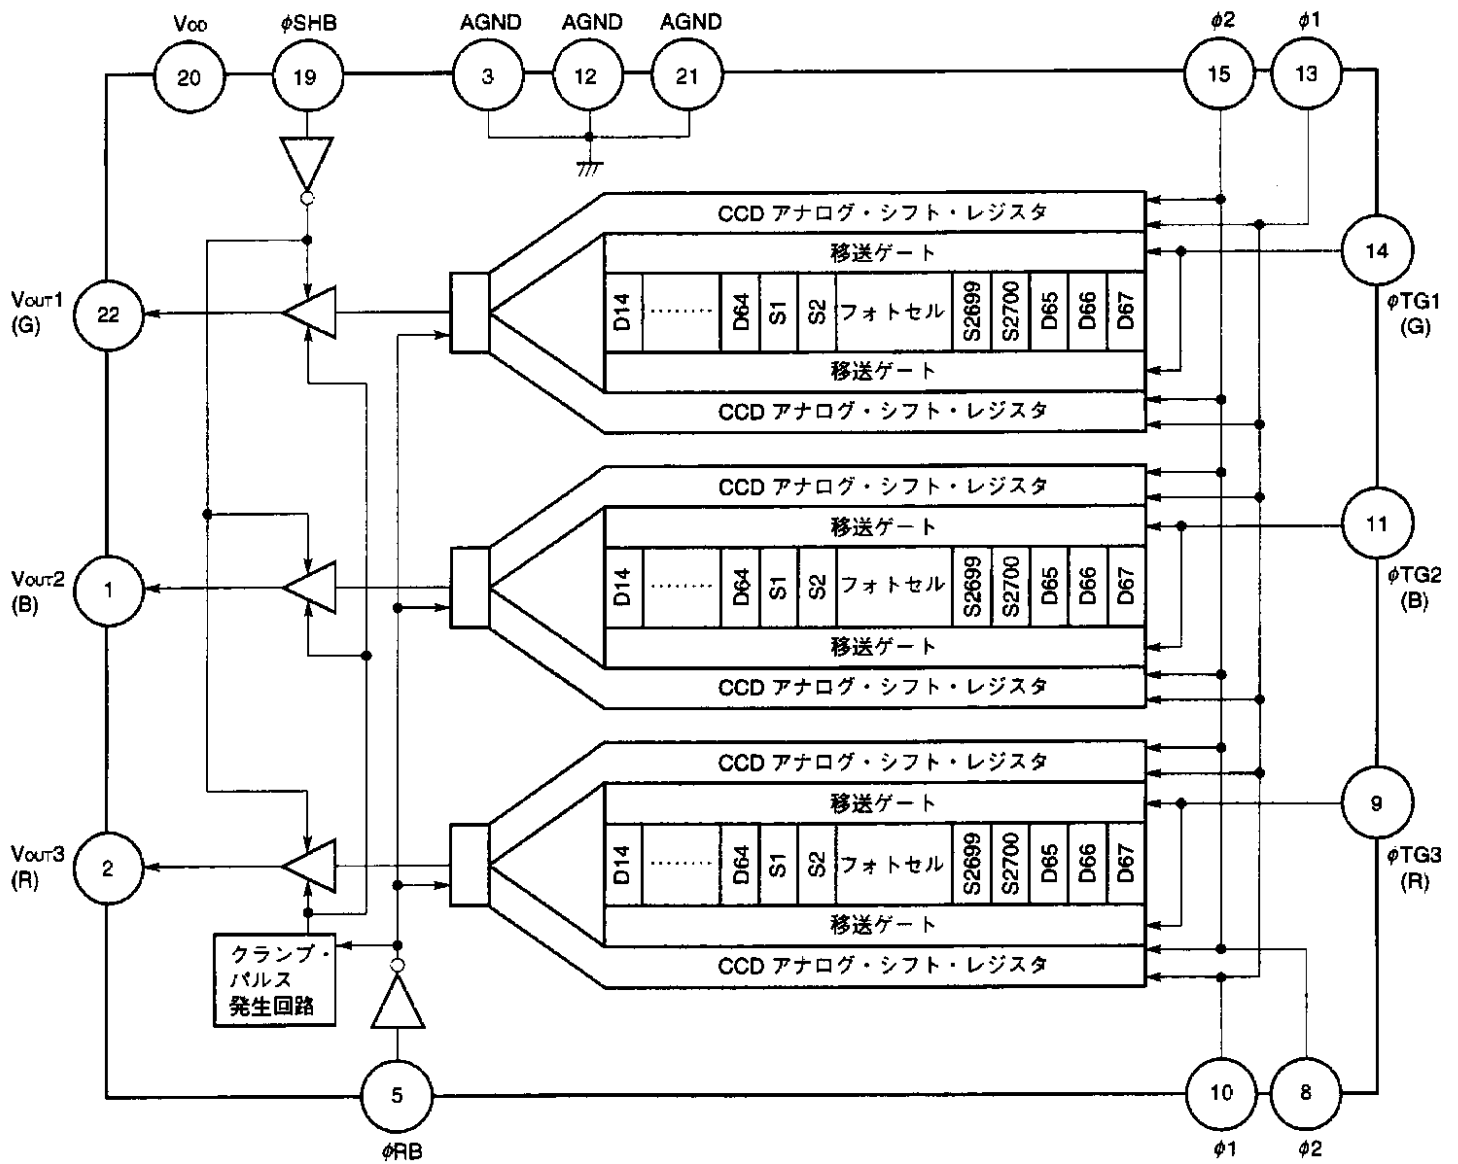 VOD φSHB AGND AGND AGND φ2 φ1
20 19 3 12 21 15 13
CCD アナログ・シフト・レジスタ
移送ゲート
14
φTG1
(G)
VOUT1
(G)
22
D14 ········ D64 S1 S2 フォトセル S2699 S2700 D65 D66 D67
移送ゲート
CCD アナログ・シフト・レジスタ
CCD アナログ・シフト・レジスタ
移送ゲート
11
φTG2
(B)
VOUT2
(B)
1
D14 ········ D64 S1 S2 フォトセル S2699 S2700 D65 D66 D67
移送ゲート
CCD アナログ・シフト・レジスタ
CCD アナログ・シフト・レジスタ
移送ゲート
9
φTG3
(R)
VOUT3
(R)
2
D14 ········ D64 S1 S2 フォトセル S2699 S2700 D65 D66 D67
移送ゲート
CCD アナログ・シフト・レジスタ
クランプ・
パルス
発生回路
5 10 8
φRB φ1 φ2